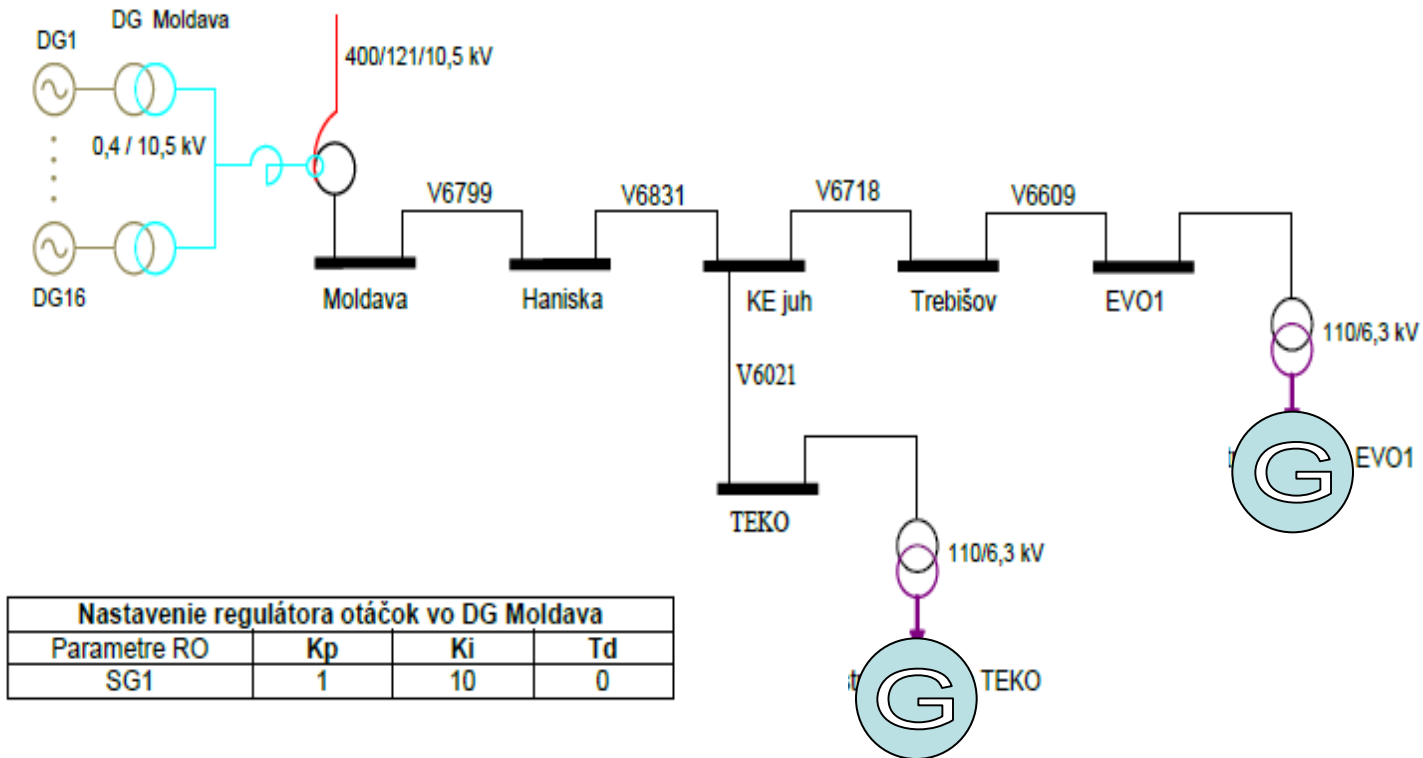 DG Moldava
DG1
400/121/10,5 kV
0,4 / 10,5 kV
DG16
V6799
V6831
V6718
V6609
Moldava
Haniska
KE juh
Trebišov
EVO1
110/6,3 kV
V6021
G
EVO1
TEKO
110/6,3 kV
G
TEKO
Nastavenie regulátora otáčok vo DG Moldava
Parametre RO Kp Ki Td
SG1 1 10 0